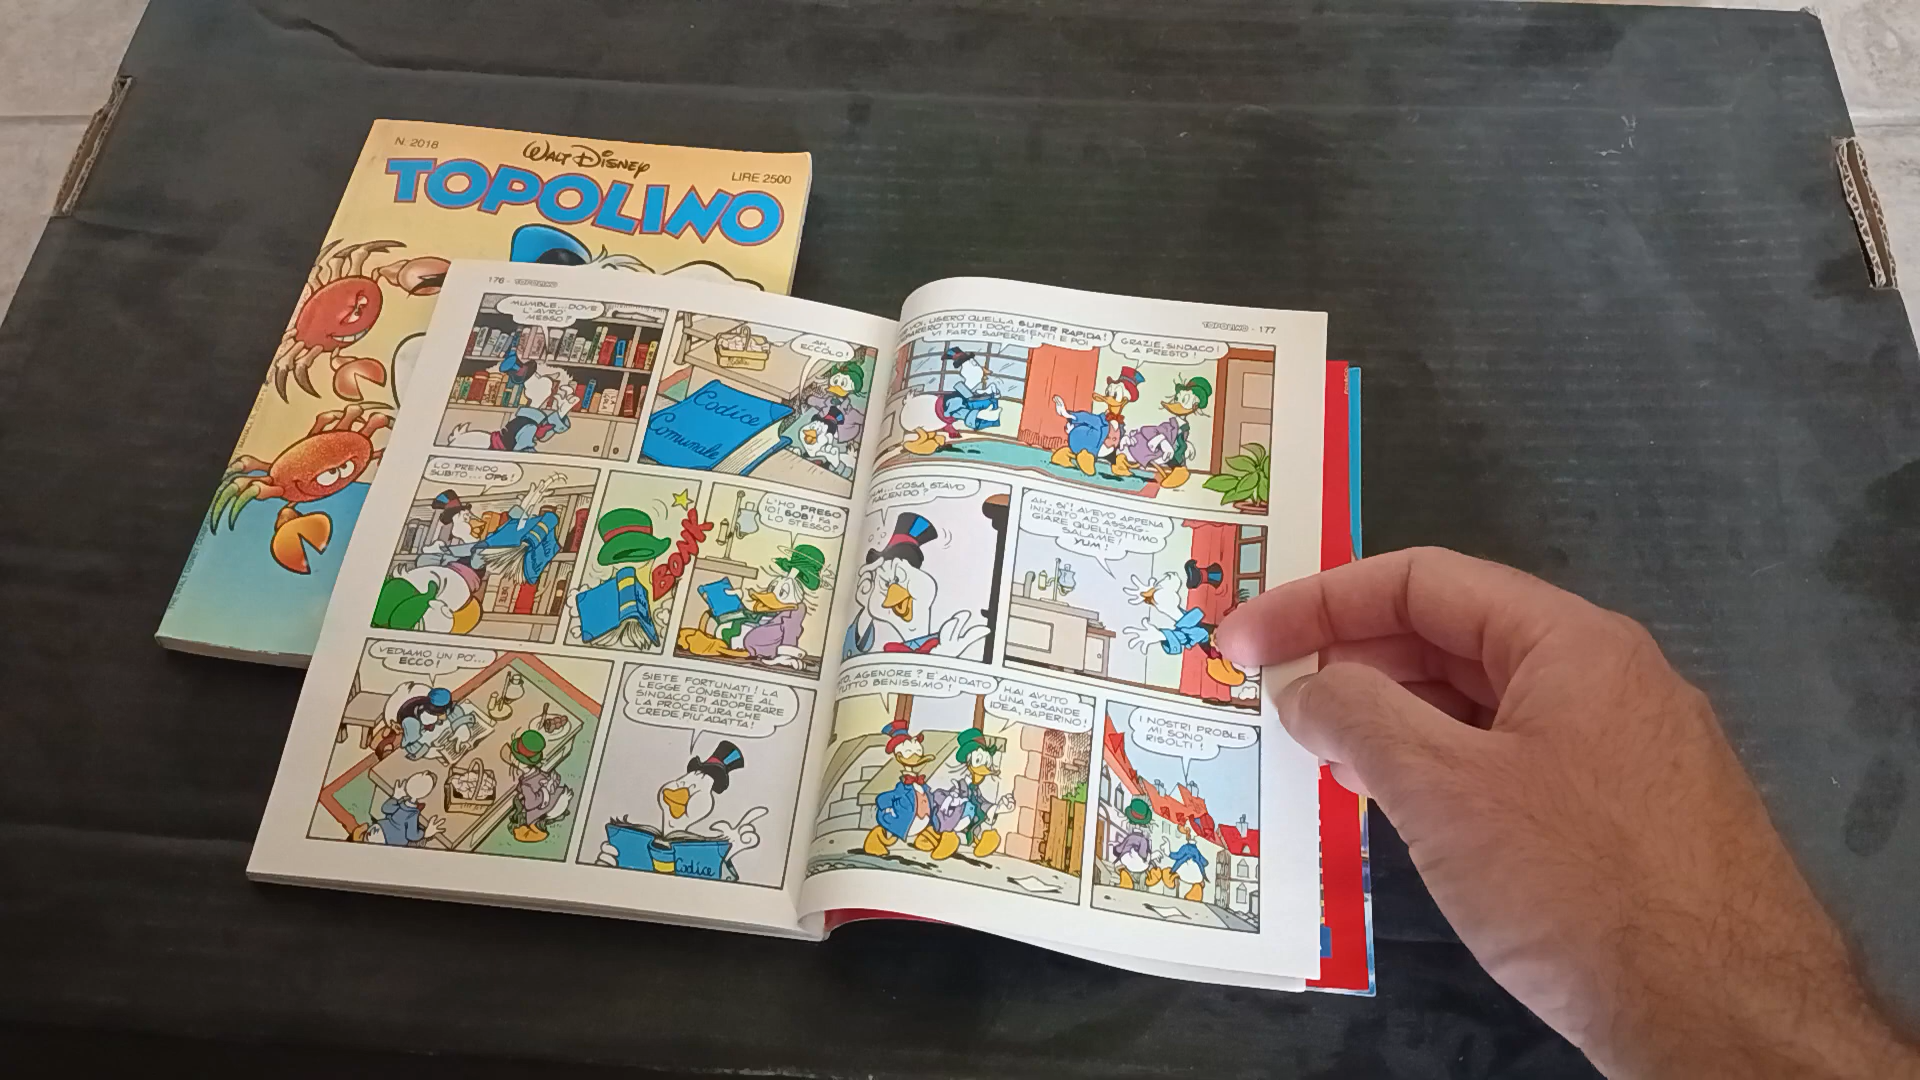 N. 2018
WALT DISNEY
LIRE 2500
TOPOLINO
176 - TOPOLINO
MUMBLE... DOVE
L'AVRÒ
MESSO?
AH,
ECCOLO!
Codice
Comunale
LO PRENDO
SUBITO... OPS!
BONK
L'HO PRESO
IO! SOB! FA
LO STESSO?
VEDIAMO UN PO'...
ECCO!
SIETE FORTUNATI! LA
LEGGE CONSENTE AL
SINDACO DI ADOPERARE
LA PROCEDURA CHE
CREDE PIÙ ADATTA!
Codice
TOPOLINO - 177
VOI, USERÒ QUELLA SUPER RAPIDA!
TUTTI I DOCUMENTI E POI
VI FARÒ SAPERE
GRAZIE, SINDACO!
A PRESTO!
COSA STAVO
FACENDO?
AH, SÌ! AVEVO APPENA
INIZIATO AD ASSAG-
GIARE QUELL'OTTIMO
SALAME!
YUM!
AGENORE? È ANDATO
TUTTO BENISSIMO!
HAI AVUTO
UNA GRANDE
IDEA, PAPERINO!
I NOSTRI PROBLE-
MI SONO
RISOLTI!